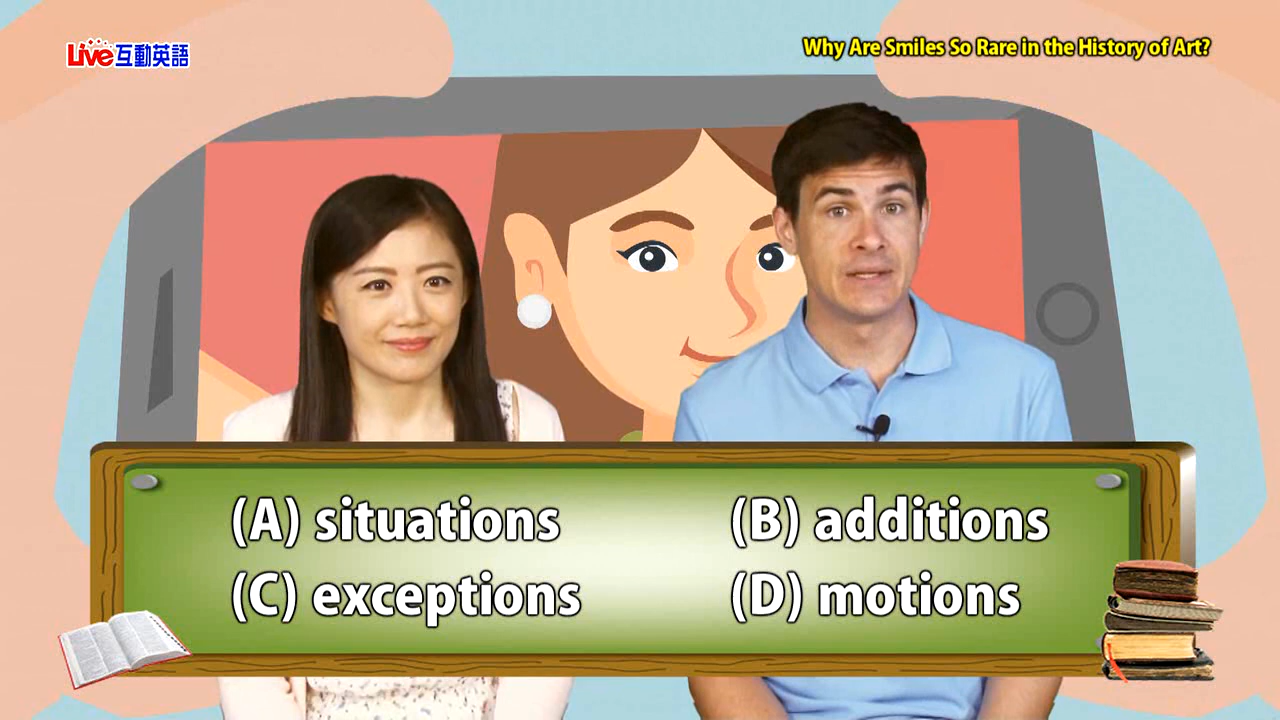 Live互動英語
Why Are Smiles So Rare in the History of Art?
(A) situations
(B) additions
(C) exceptions
(D) motions